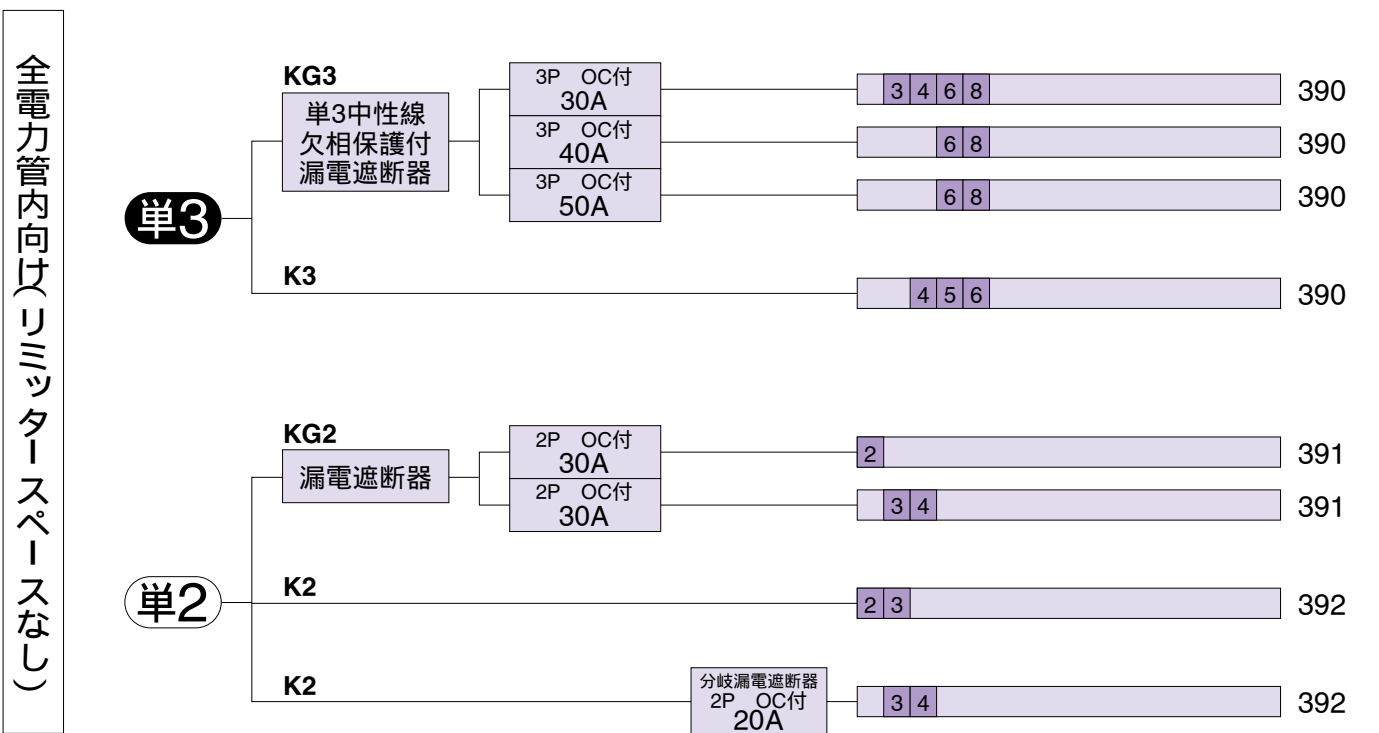 全電力管内向け（リミッタースペースなし）
単3
KG3
単3中性線
欠相保護付
漏電遮断器
3P OC付
30A
3 4 6 8
390
3P OC付
40A
6 8
390
3P OC付
50A
6 8
390
K3
4 5 6
390
単2
KG2
漏電遮断器
2P OC付
30A
2
391
2P OC付
30A
3 4
391
K2
2 3
392
K2
分岐漏電遮断器
2P OC付
20A
3 4
392